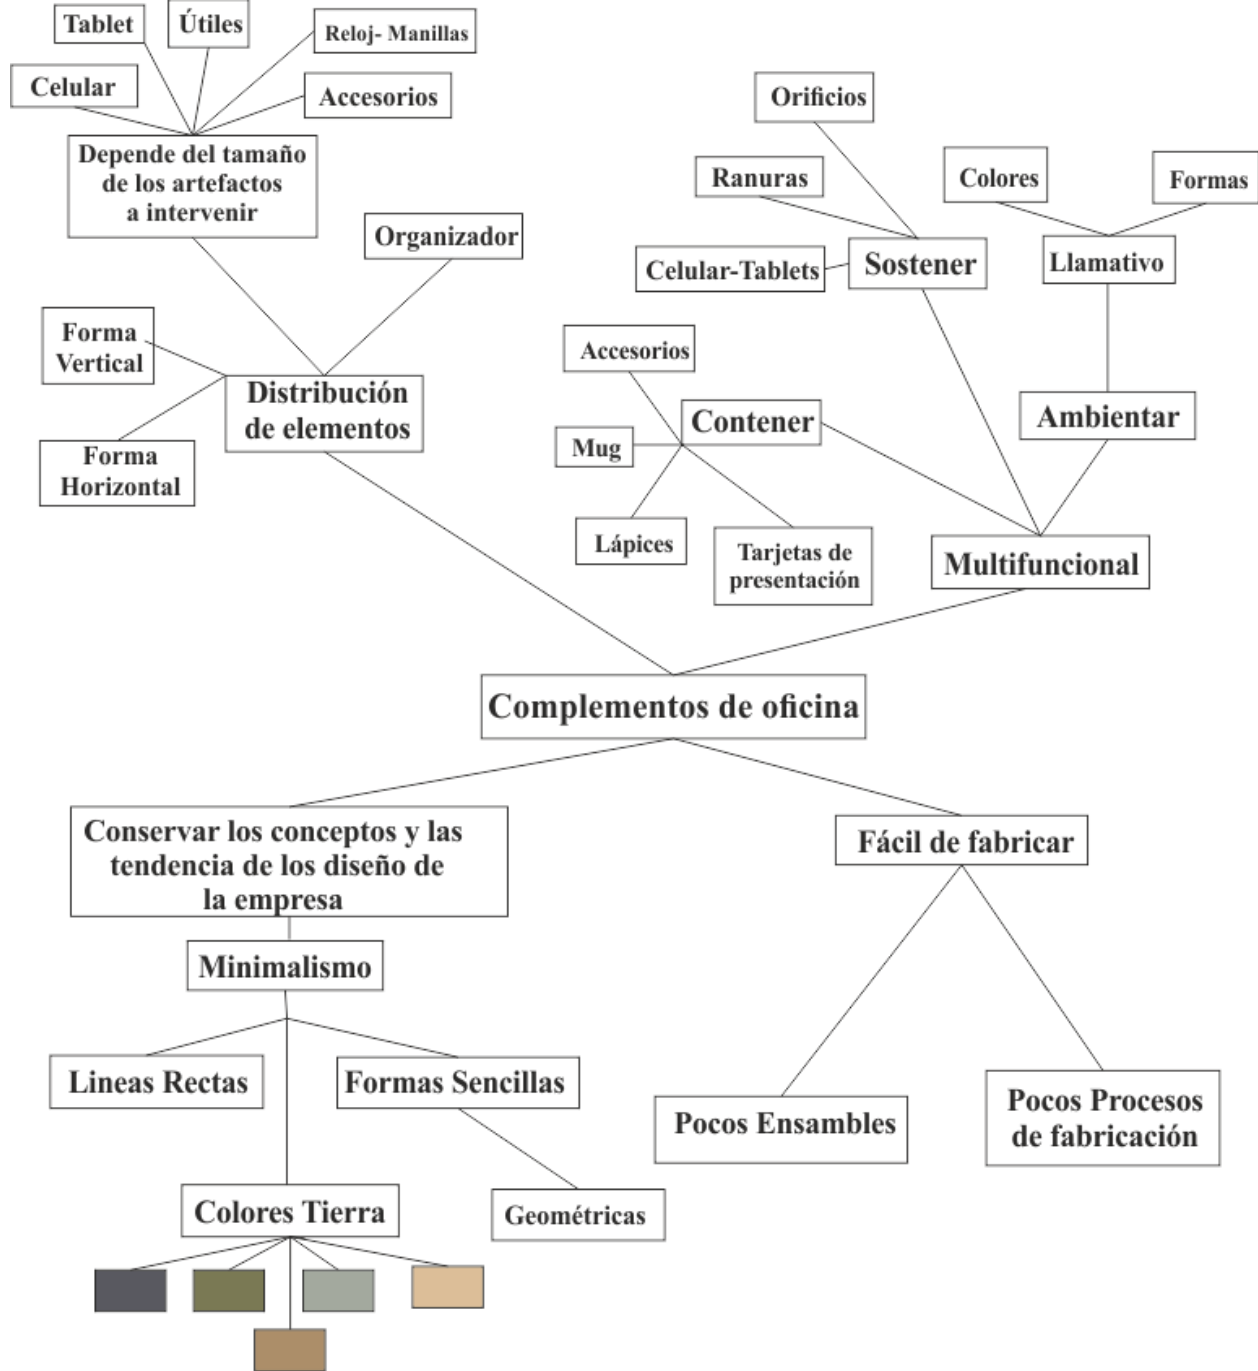 Tablet
Útiles
Reloj- Manillas
Celular
Accesorios
Depende del tamaño
de los artefactos
a intervenir
Organizador
Forma
Vertical
Distribución
de elementos
Forma
Horizontal
Orificios
Ranuras
Celular-Tablets
Sostener
Colores
Formas
Llamativo
Ambientar
Accesorios
Contener
Mug
Lápices
Tarjetas de
presentación
Multifuncional
Complementos de oficina
Conservar los conceptos y las
tendencia de los diseño de
la empresa
Minimalismo
Lineas Rectas
Formas Sencillas
Colores Tierra
Geométricas
Fácil de fabricar
Pocos Ensambles
Pocos Procesos
de fabricación